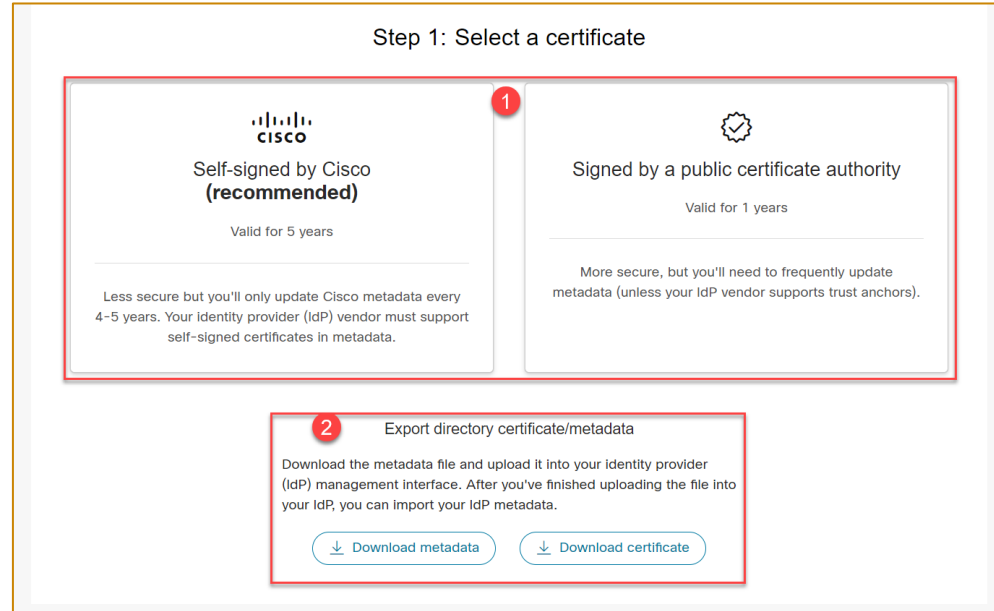 Step 1: Select a certificate
1
CISCO
Self-signed by Cisco
(recommended)
Valid for 5 years
Less secure but you'll only update Cisco metadata every
4-5 years. Your identity provider (IdP) vendor must support
self-signed certificates in metadata.
Signed by a public certificate authority
Valid for 1 years
More secure, but you'll need to frequently update
metadata (unless your IdP vendor supports trust anchors).
2
Export directory certificate/metadata
Download the metadata file and upload it into your identity provider
(IdP) management interface. After you've finished uploading the file into
your IdP, you can import your IdP metadata.
Download metadata
Download certificate